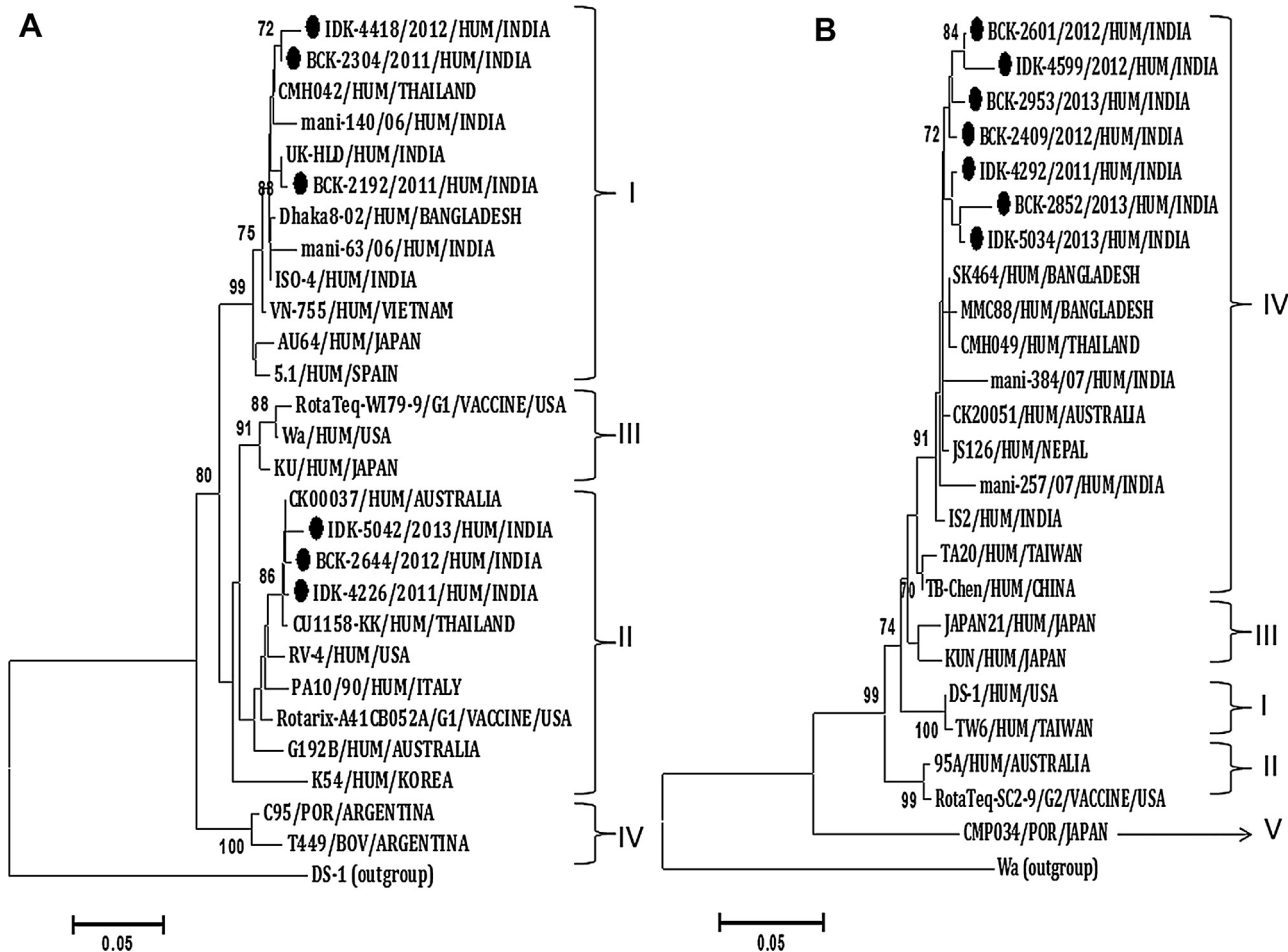 A
72
IDK-4418/2012/HUM/INDIA
BCK-2304/2011/HUM/INDIA
CMH042/HUM/THAILAND
mani-140/06/HUM/INDIA
UK-HLD/HUM/INDIA
88
BCK-2192/2011/HUM/INDIA
I
Dhaka8-02/HUM/BANGLADESH
75
mani-63/06/HUM/INDIA
99
ISO-4/HUM/INDIA
VN-755/HUM/VIETNAM
AU64/HUM/JAPAN
5.1/HUM/SPAIN
88
RotaTeq-WI79-9/G1/VACCINE/USA
91
Wa/HUM/USA
III
KU/HUM/JAPAN
80
CK00037/HUM/AUSTRALIA
IDK-5042/2013/HUM/INDIA
BCK-2644/2012/HUM/INDIA
86
IDK-4226/2011/HUM/INDIA
CU1158-KK/HUM/THAILAND
II
RV-4/HUM/USA
PA10/90/HUM/ITALY
Rotarix-A41CB052A/G1/VACCINE/USA
G192B/HUM/AUSTRALIA
K54/HUM/KOREA
C95/POR/ARGENTINA
100
T449/BOV/ARGENTINA
IV
DS-1 (outgroup)
0.05
B
84
BCK-2601/2012/HUM/INDIA
IDK-4599/2012/HUM/INDIA
BCK-2953/2013/HUM/INDIA
72
BCK-2409/2012/HUM/INDIA
IDK-4292/2011/HUM/INDIA
BCK-2852/2013/HUM/INDIA
IDK-5034/2013/HUM/INDIA
SK464/HUM/BANGLADESH
IV
MMC88/HUM/BANGLADESH
CMH049/HUM/THAILAND
mani-384/07/HUM/INDIA
CK20051/HUM/AUSTRALIA
91
JS126/HUM/NEPAL
mani-257/07/HUM/INDIA
IS2/HUM/INDIA
TA20/HUM/TAIWAN
70
TB-Chen/HUM/CHINA
74
JAPAN21/HUM/JAPAN
III
KUN/HUM/JAPAN
99
DS-1/HUM/USA
I
100
TW6/HUM/TAIWAN
95A/HUM/AUSTRALIA
II
99
RotaTeq-SC2-9/G2/VACCINE/USA
CMP034/POR/JAPAN
V
Wa (outgroup)
0.05